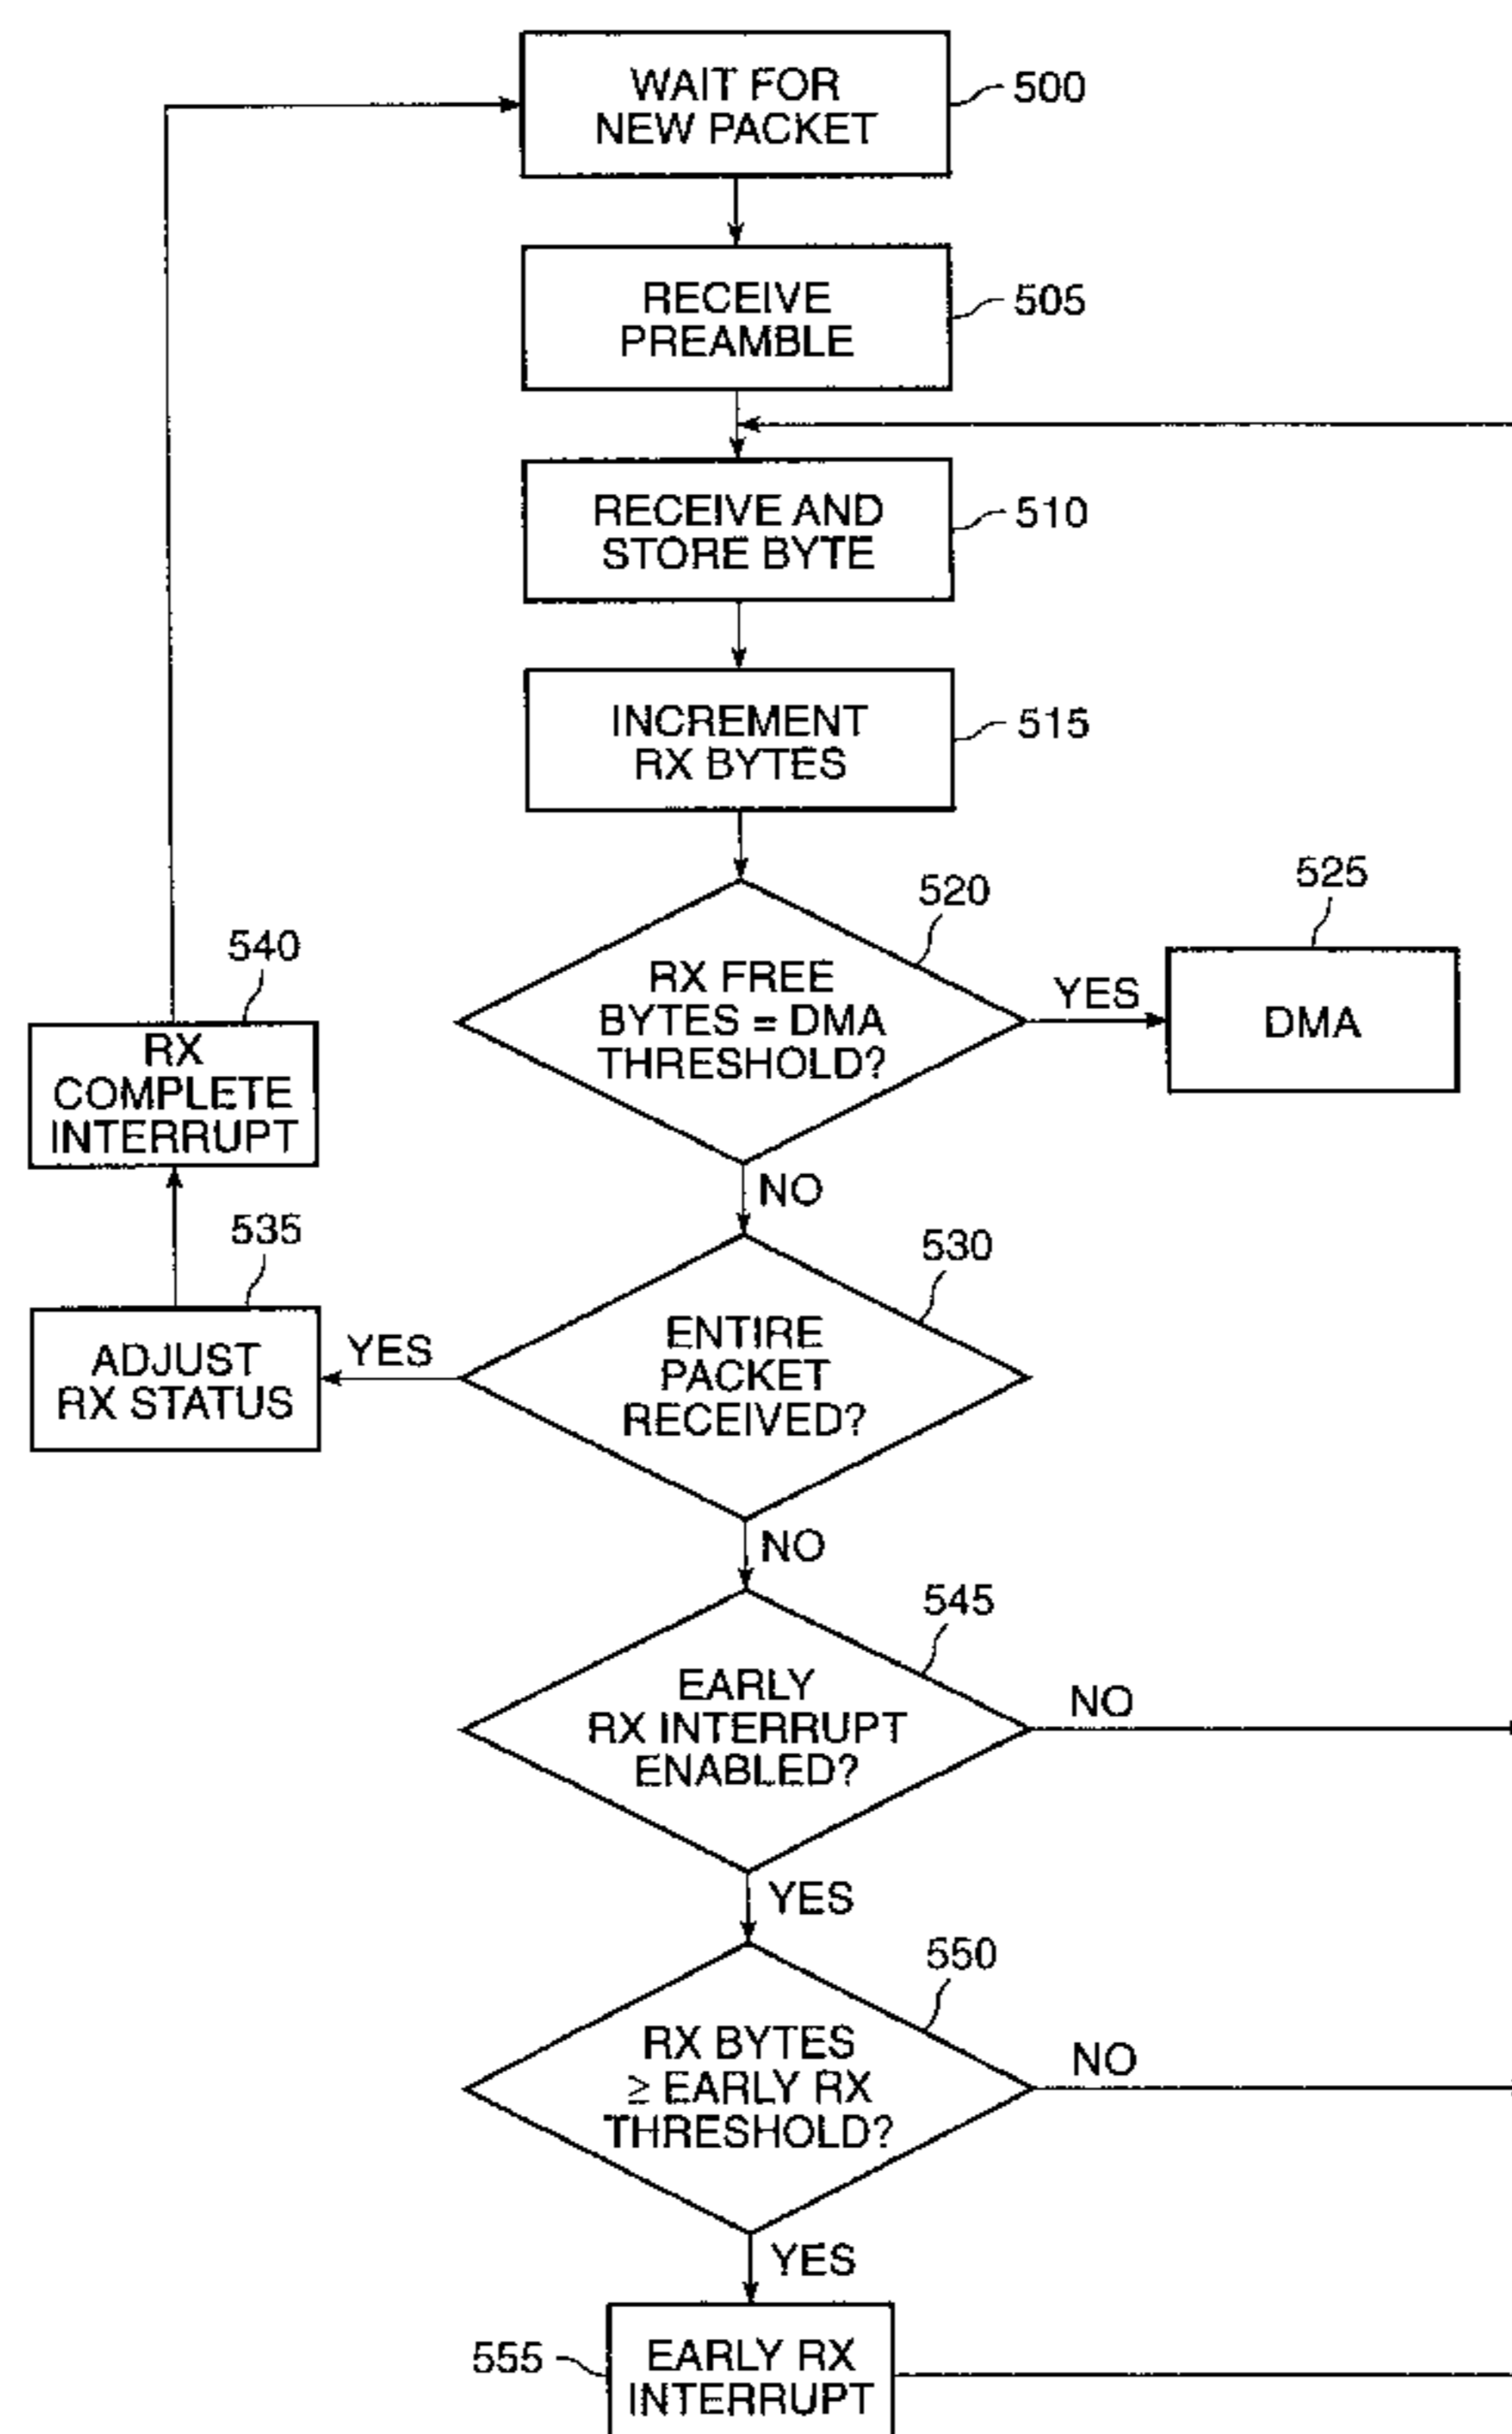 WAIT FOR
NEW PACKET
500
RECEIVE
PREAMBLE
505
RECEIVE AND
STORE BYTE
510
INCREMENT
RX BYTES
515
520
RX FREE
BYTES = DMA
THRESHOLD?
YES
525
DMA
NO
540
RX
COMPLETE
INTERRUPT
535
ADJUST
RX STATUS
YES
530
ENTIRE
PACKET
RECEIVED?
NO
545
EARLY
RX INTERRUPT
ENABLED?
NO
YES
550
RX BYTES
≥ EARLY RX
THRESHOLD?
NO
YES
555
EARLY RX
INTERRUPT